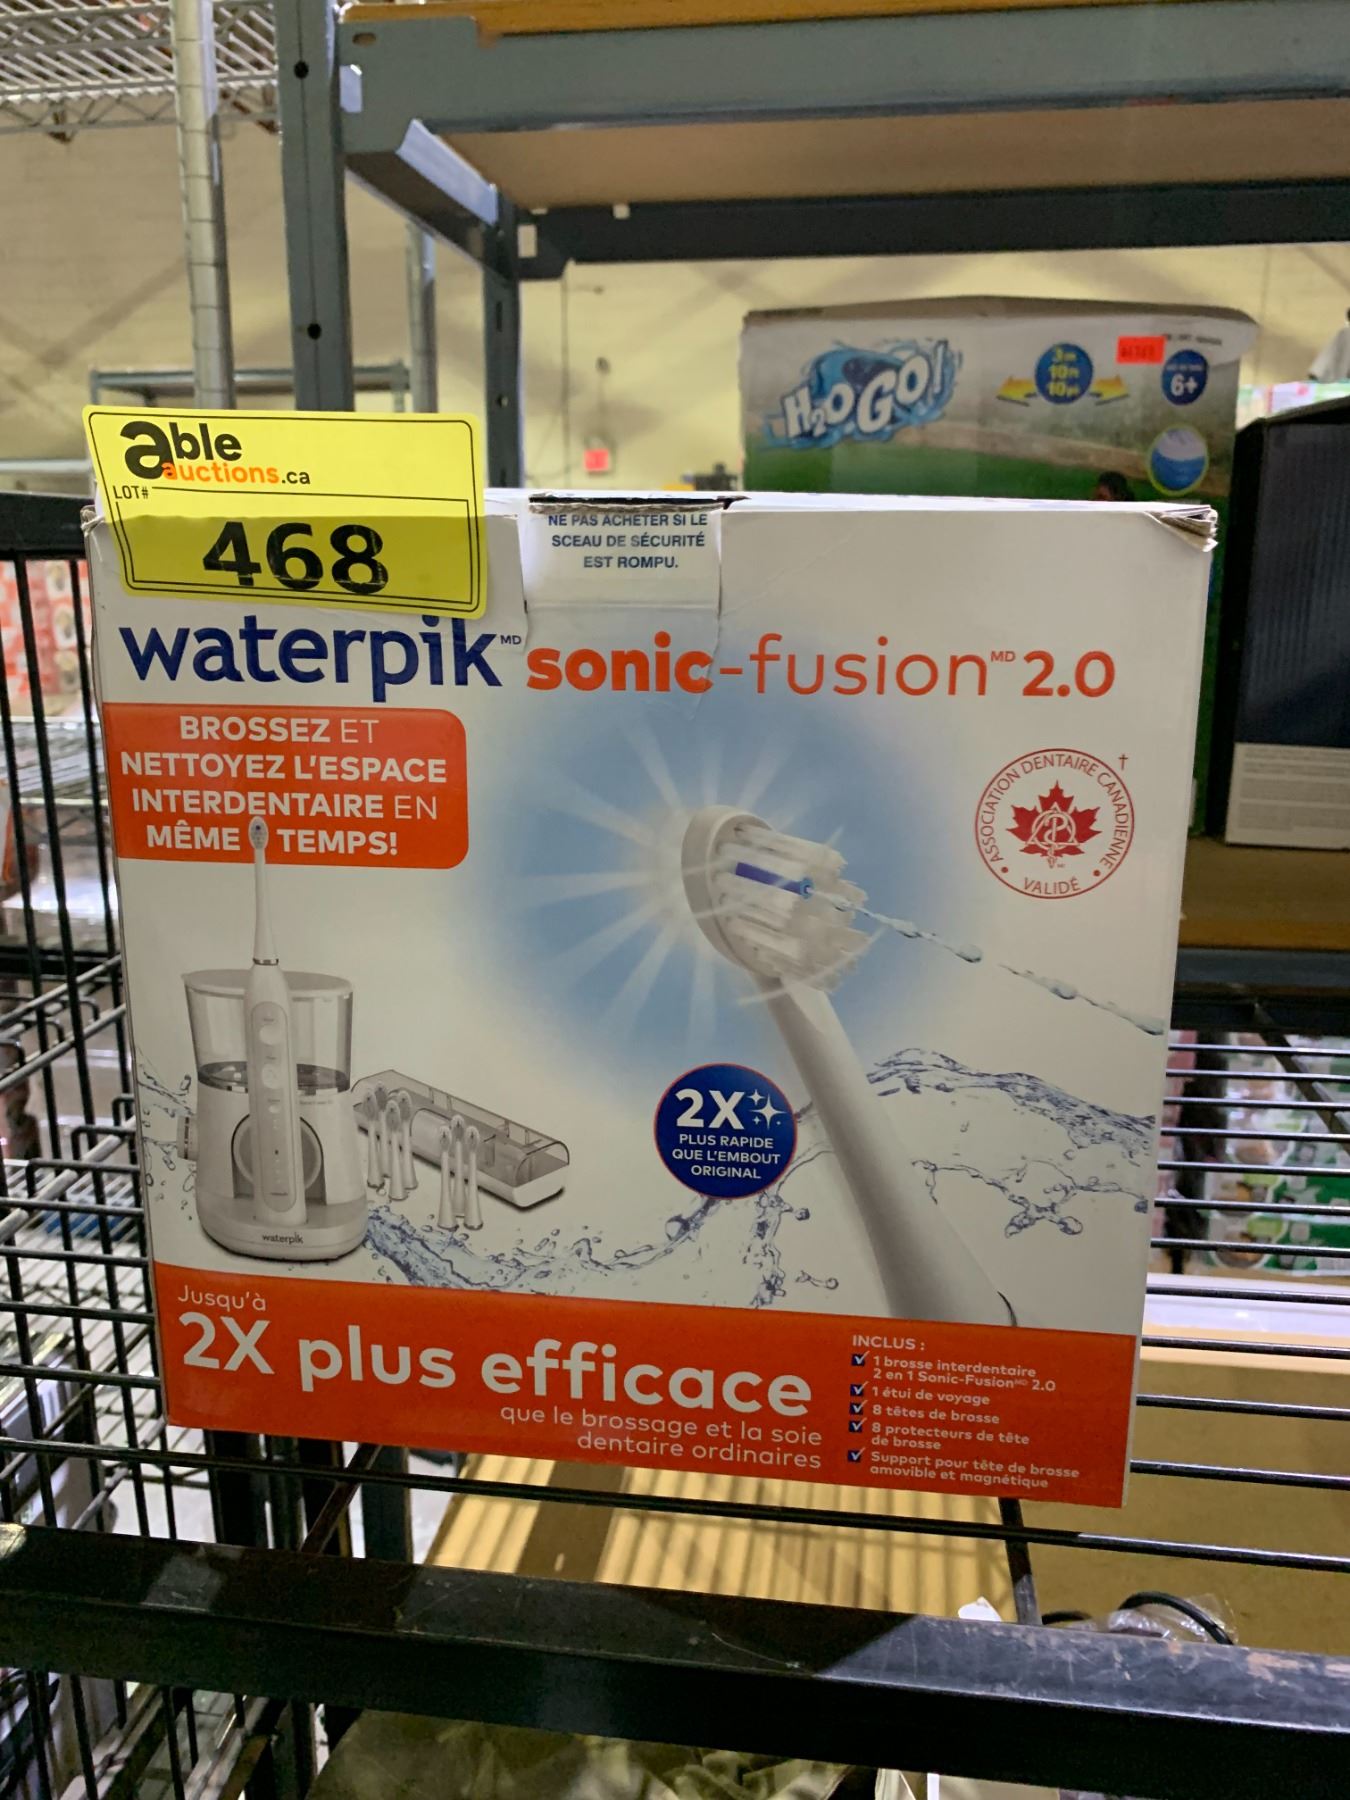 able
auctions.ca
LOT#
468
NE PAS ACHETER SI LE
SCEAU DE SÉCURITÉ
EST ROMPU.
waterpik MD sonic-fusion MD 2.0
BROSSEZ ET
NETTOYEZ L'ESPACE
INTERDENTAIRE EN
MÊME TEMPS!
ASSOCIATION DENTAIRE CANADIENNE †
VALIDÉ
2X
PLUS RAPIDE
QUE L'EMBOUT
ORIGINAL
waterpik
Jusqu'à
2X plus efficace
que le brossage et la soie
dentaire ordinaires
INCLUS :
1 brosse interdentaire
2 en 1 Sonic-Fusion MD 2.0
1 étui de voyage
8 têtes de brosse
8 protecteurs de tête
de brosse
Support pour tête de brosse
amovible et magnétique
H2OGO!
3m
10ft
10pi
6+